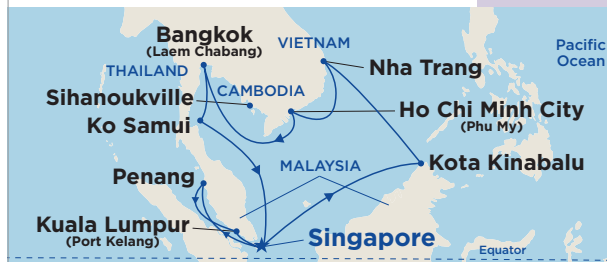 Bangkok
(Laem Chabang)
VIETNAM
Pacific
Ocean
THAILAND
Nha Trang
Sihanoukville
CAMBODIA
Ho Chi Minh City
(Phu My)
Ko Samui
MALAYSIA
Kota Kinabalu
Penang
Kuala Lumpur
(Port Kelang)
Singapore
Equator